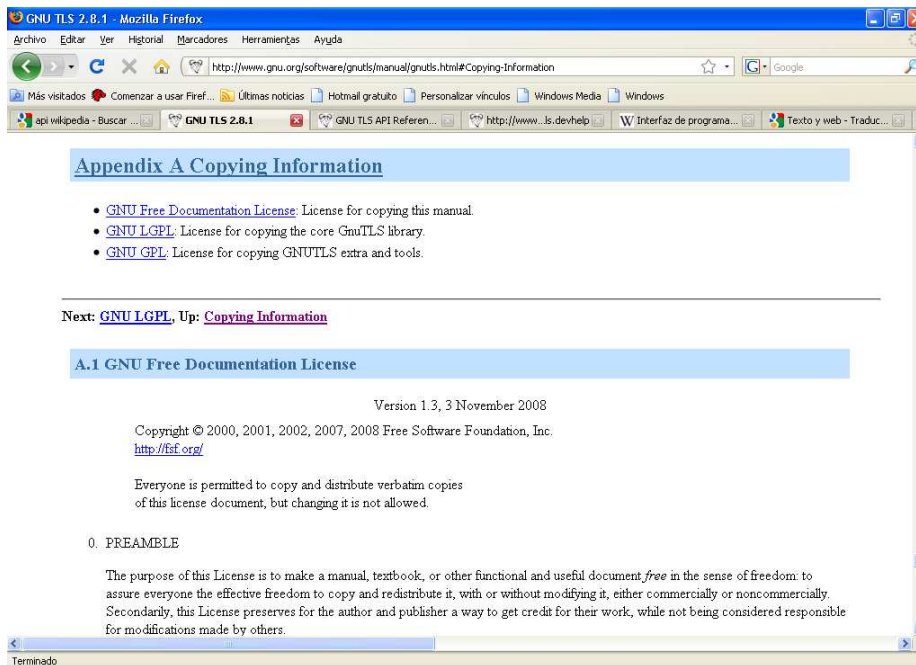 GNU TLS 2.8.1 - Mozilla Firefox
Archivo Editar Ver Historial Marcadores Herramientas Ayuda
http://www.gnu.org/software/gnutls/manual/gnutls.html#Copying-Information Google
Más visitados Comenzar a usar Firef... Últimas noticias Hotmail gratuito Personalizar vínculos Windows Media Windows
api wikipedia - Buscar ... GNU TLS 2.8.1 GNU TLS API Referen... http://www...ls.devhelp Interfaz de programa... Texto y web - Traduc...
Appendix A Copying Information
• GNU Free Documentation License: License for copying this manual.
• GNU LGPL: License for copying the core GnuTLS library.
• GNU GPL: License for copying GNUTLS extra and tools.
Next: GNU LGPL, Up: Copying Information
A.1 GNU Free Documentation License
Version 1.3, 3 November 2008
Copyright © 2000, 2001, 2002, 2007, 2008 Free Software Foundation, Inc.
http://fsf.org/
Everyone is permitted to copy and distribute verbatim copies
of this license document, but changing it is not allowed.
0. PREAMBLE
The purpose of this License is to make a manual, textbook, or other functional and useful document free in the sense of freedom: to
assure everyone the effective freedom to copy and redistribute it, with or without modifying it, either commercially or noncommercially.
Secondarily, this License preserves for the author and publisher a way to get credit for their work, while not being considered responsible
for modifications made by others.
Terminado